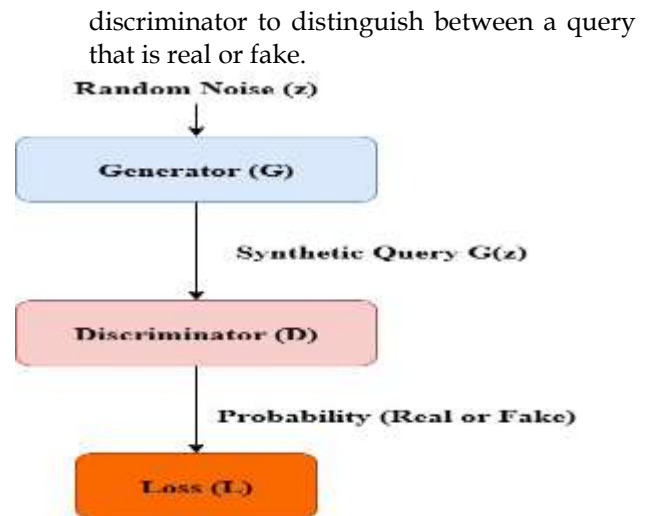 discriminator to distinguish between a query
that is real or fake.
Random Noise (z)
Generator (G)
Synthetic Query G(z)
Discriminator (D)
Probability (Real or Fake)
Loss (L)